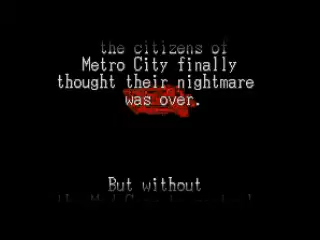 the citizens of
Metro City finally
thought their nightmare
was over.
But without